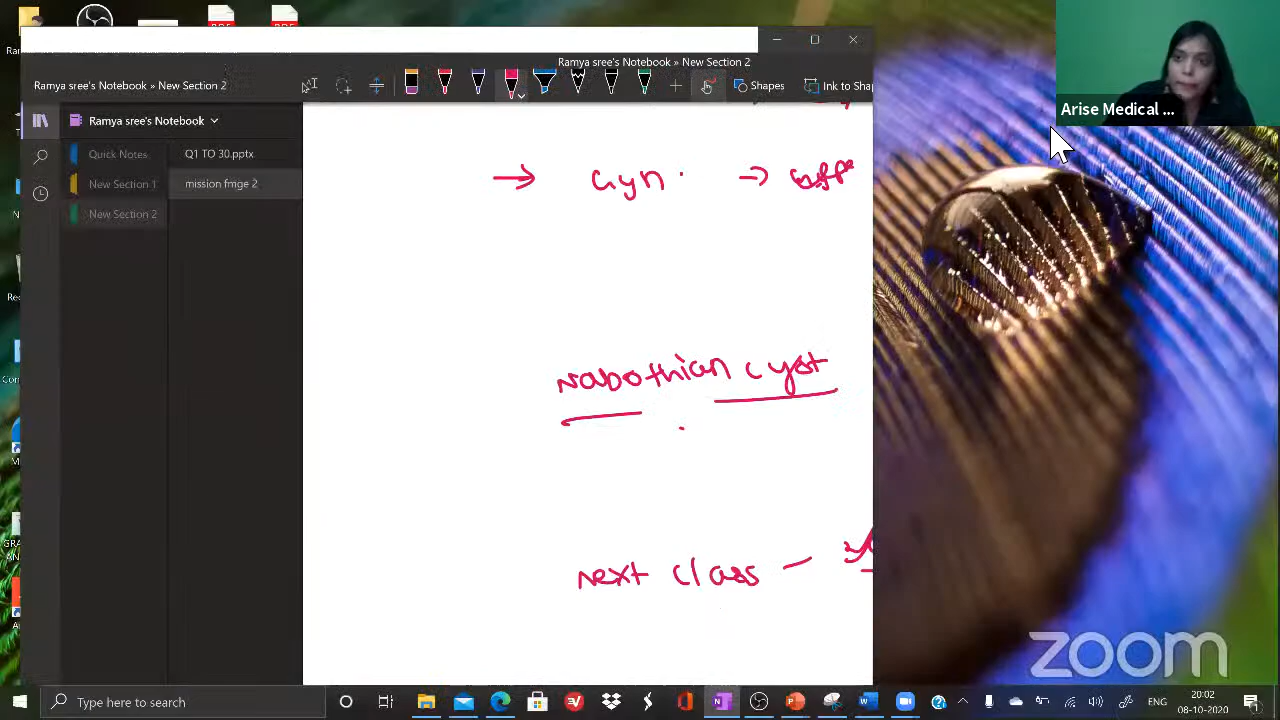 Ramya sree's Notebook » New Section 2
Arise Medical ...
Ramya sree's Notebook » New Section 2
Shapes
Ink to Shap
Ramya sree's Notebook
Quick Notes
Q1 TO 30.pptx
New Section 1
mission fmge 2
New Section 2
→ Gyn. →
Nabothian cyst
next class –
zoom
Type here to search
ENG
20:02
08-10-2020